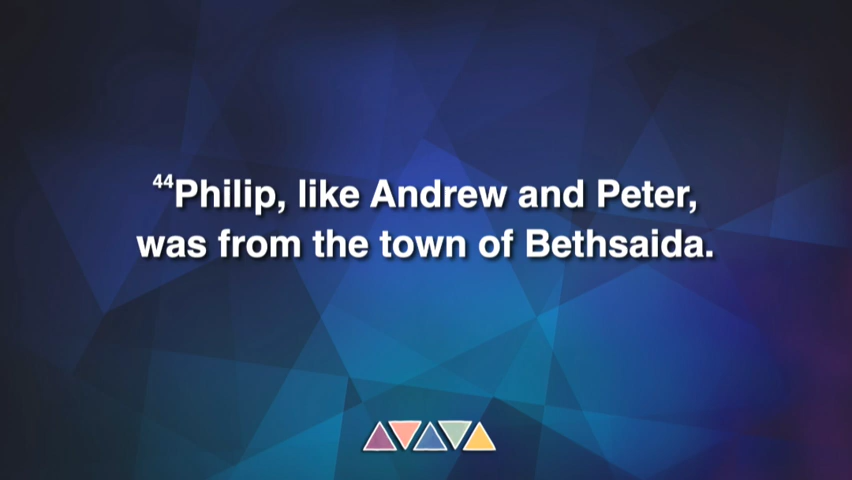 44Philip, like Andrew and Peter,
was from the town of Bethsaida.